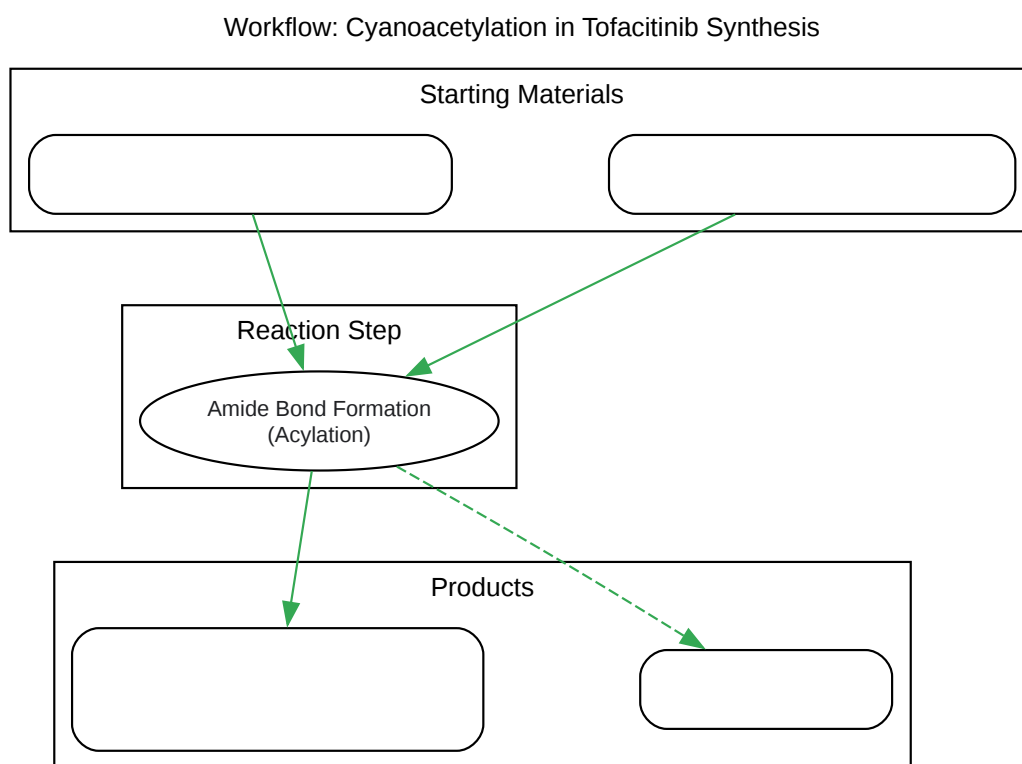 Workflow: Cyanoacetylation in Tofacitinib Synthesis
Starting Materials
Reaction Step
Amide Bond Formation
(Acylation)
Products